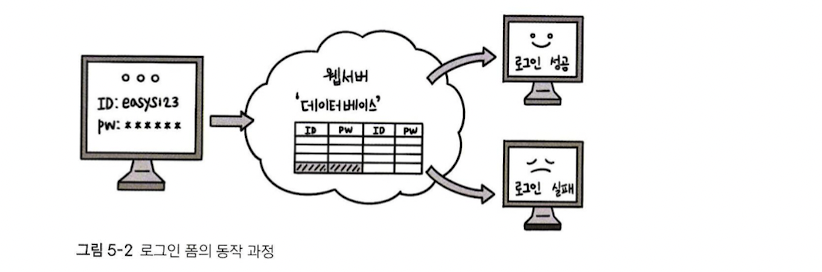 ID: easys123
PW: ******
웹서버
'데이터베이스'
ID PW ID PW
로그인 성공
로그인 실패
그림 5-2 로그인 폼의 동작 과정